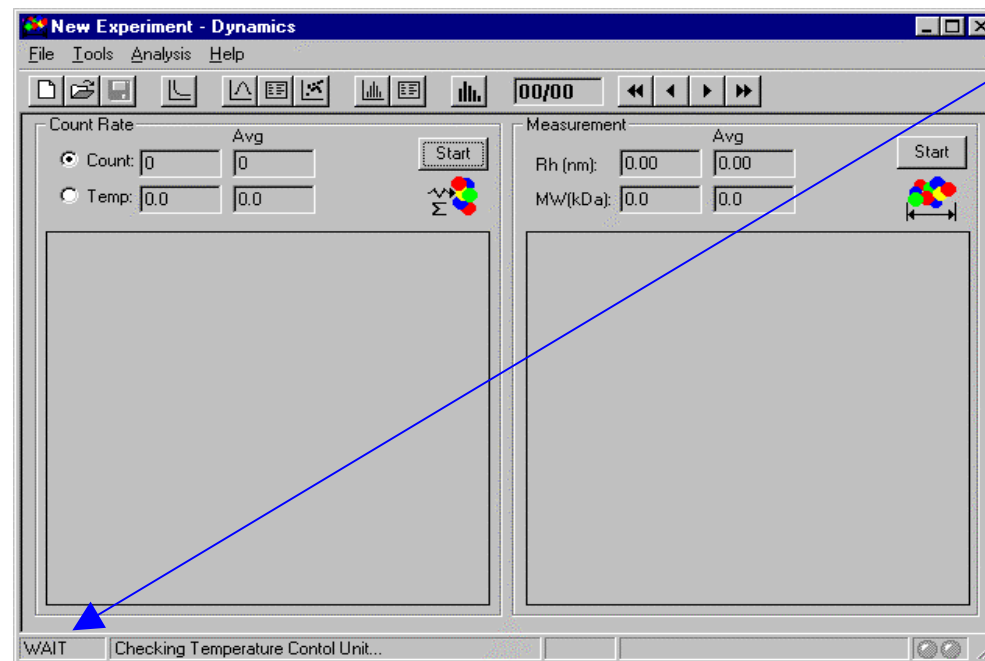 New Experiment - Dynamics
File Tools Analysis Help
00/00
Count Rate
Avg
Count: 0 0
Start
Temp: 0.0 0.0
Σ
Measurement
Avg
Rh (nm): 0.00 0.00
Start
MW(kDa): 0.0 0.0
WAIT Checking Temperature Contol Unit...